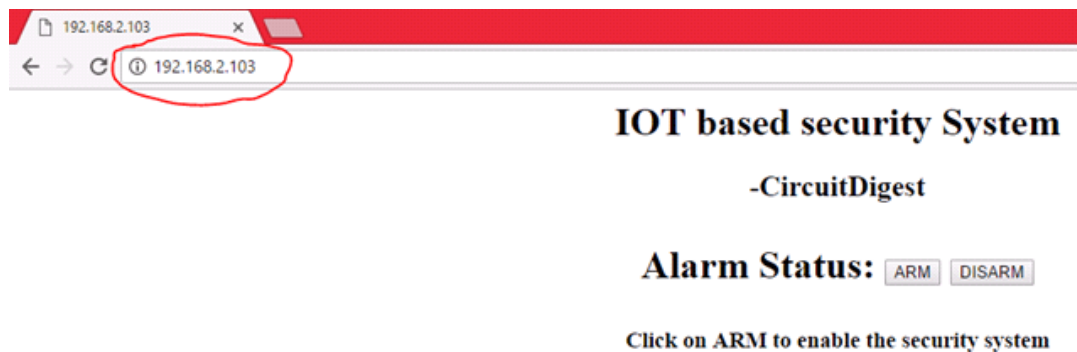 192.168.2.103
192.168.2.103
IOT based security System
-CircuitDigest
Alarm Status: ARM DISARM
Click on ARM to enable the security system